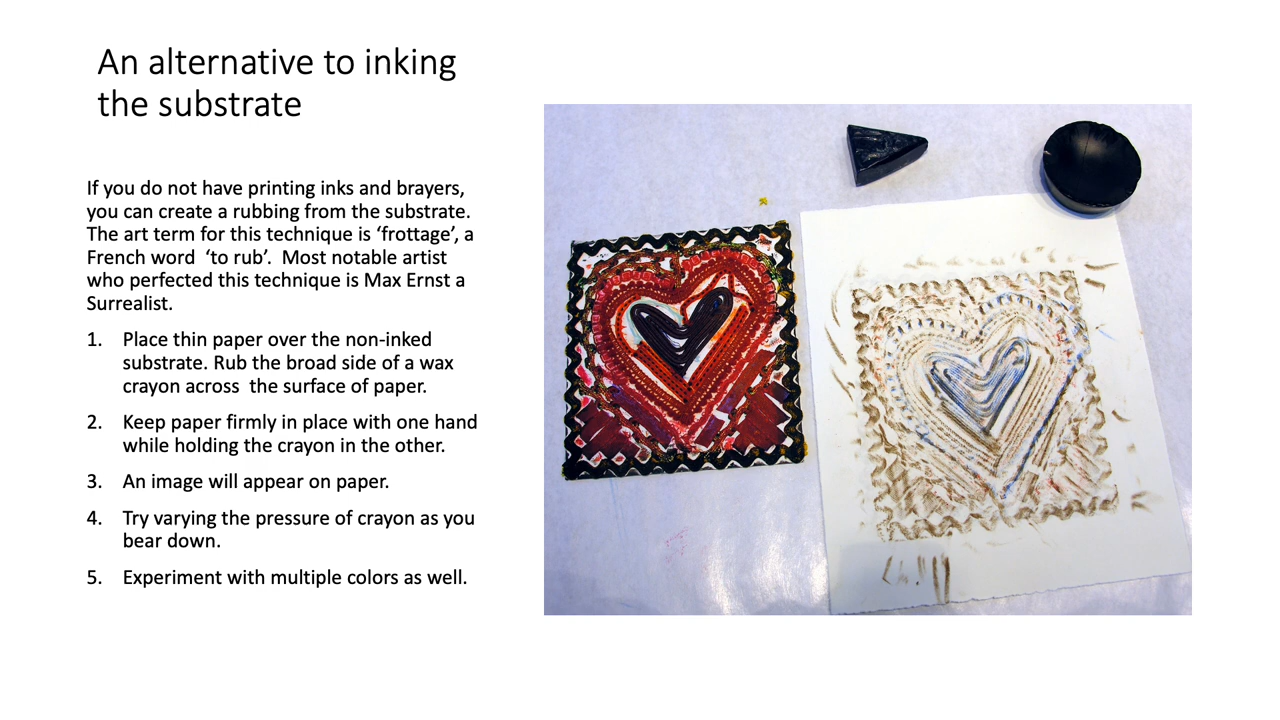 An alternative to inking
the substrate
If you do not have printing inks and brayers,
you can create a rubbing from the substrate.
The art term for this technique is ‘frottage’, a
French word  ‘to rub’.  Most notable artist
who perfected this technique is Max Ernst a
Surrealist.
1. Place thin paper over the non-inked
substrate. Rub the broad side of a wax
crayon across  the surface of paper.
2. Keep paper firmly in place with one hand
while holding the crayon in the other.
3. An image will appear on paper.
4. Try varying the pressure of crayon as you
bear down.
5. Experiment with multiple colors as well.